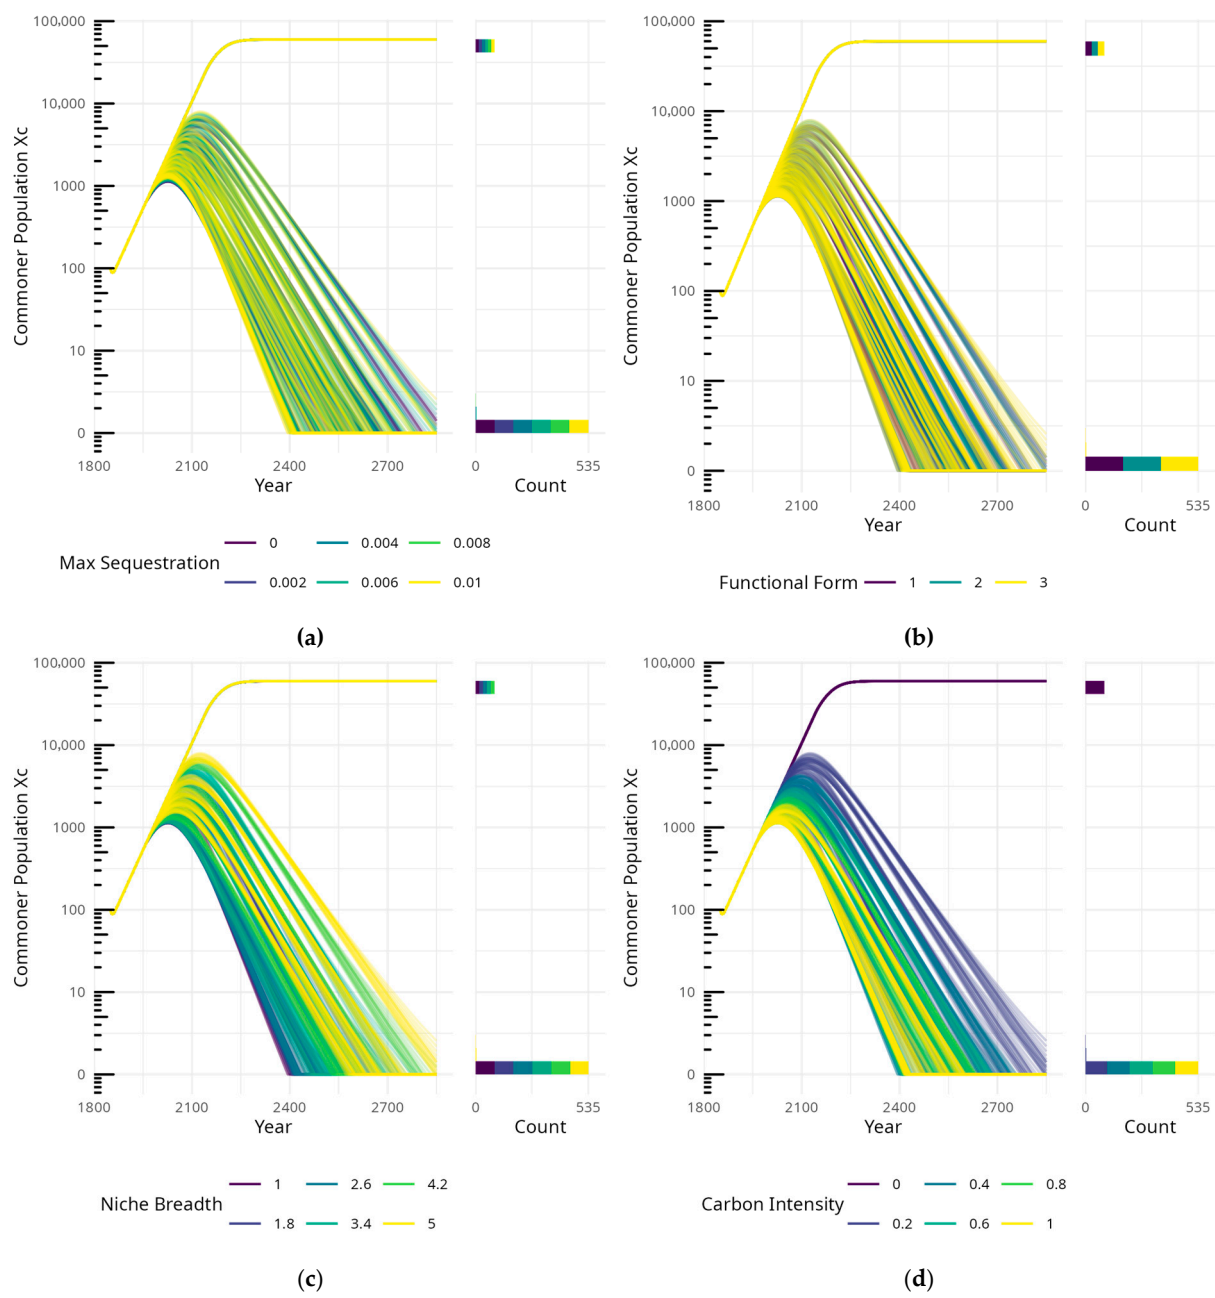 100,000
10,000
1000
100
10
0
Commoner Population Xc
1800 2100 2400 2700
Year
0 535
Count
Max Sequestration
0 0.004 0.008
0.002 0.006 0.01
(a)
100,000
10,000
1000
100
10
0
Commoner Population Xc
1800 2100 2400 2700
Year
0 535
Count
Functional Form 1 2 3
(b)
100,000
10,000
1000
100
10
0
Commoner Population Xc
1800 2100 2400 2700
Year
0 535
Count
Niche Breadth
1 2.6 4.2
1.8 3.4 5
(c)
100,000
10,000
1000
100
10
0
Commoner Population Xc
1800 2100 2400 2700
Year
0 535
Count
Carbon Intensity
0 0.4 0.8
0.2 0.6 1
(d)